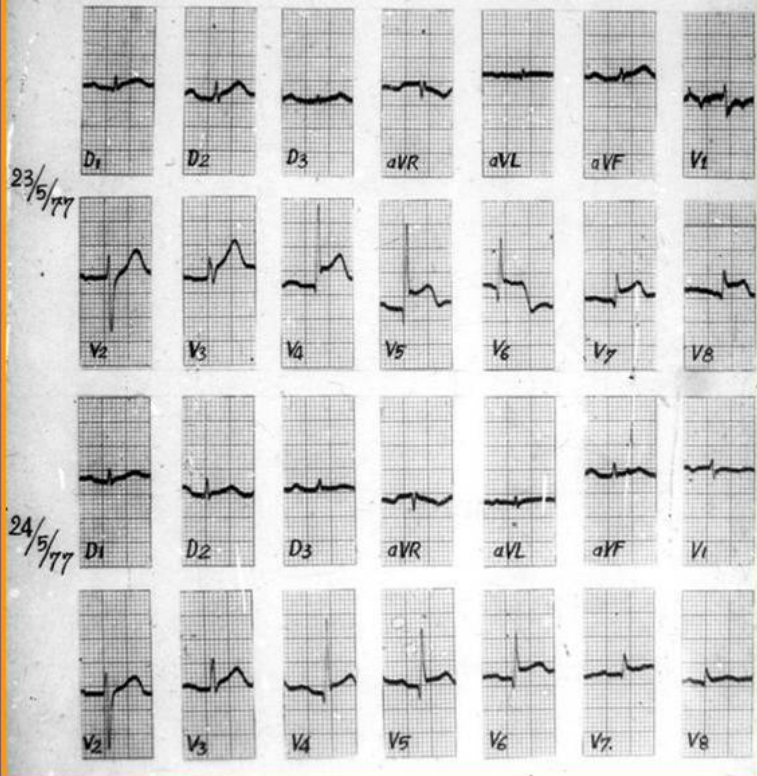 D1 D2 D3 aVR aVL aVF V1
23/5/77
V2 V3 V4 V5 V6 V7 V8
D1 D2 D3 aVR aVL aVF V1
24/5/77
V2 V3 V4 V5 V6 V7. V8